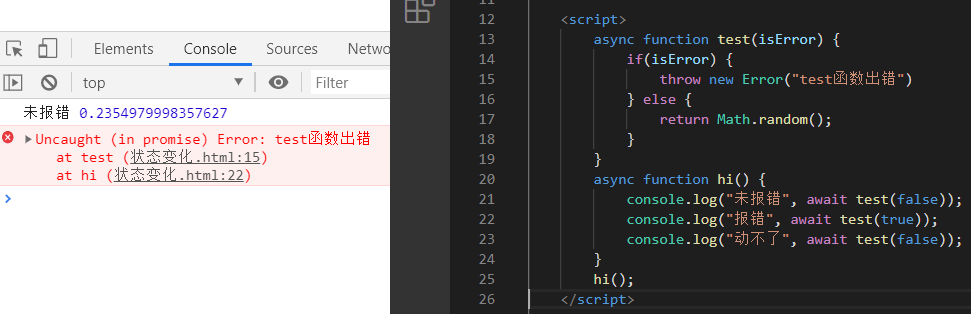 Elements Console Sources Netwo
top Filter
未报错 0.2354979998357627
Uncaught (in promise) Error: test函数出错
at test (状态变化.html:15)
at hi (状态变化.html:22)
11
12 <script>
13 async function test(isError) {
14 if(isError) {
15 throw new Error("test函数出错")
16 } else {
17 return Math.random();
18 }
19 }
20 async function hi() {
21 console.log("未报错", await test(false));
22 console.log("报错", await test(true));
23 console.log("动不了", await test(false));
24 }
25 hi();
26 </script>